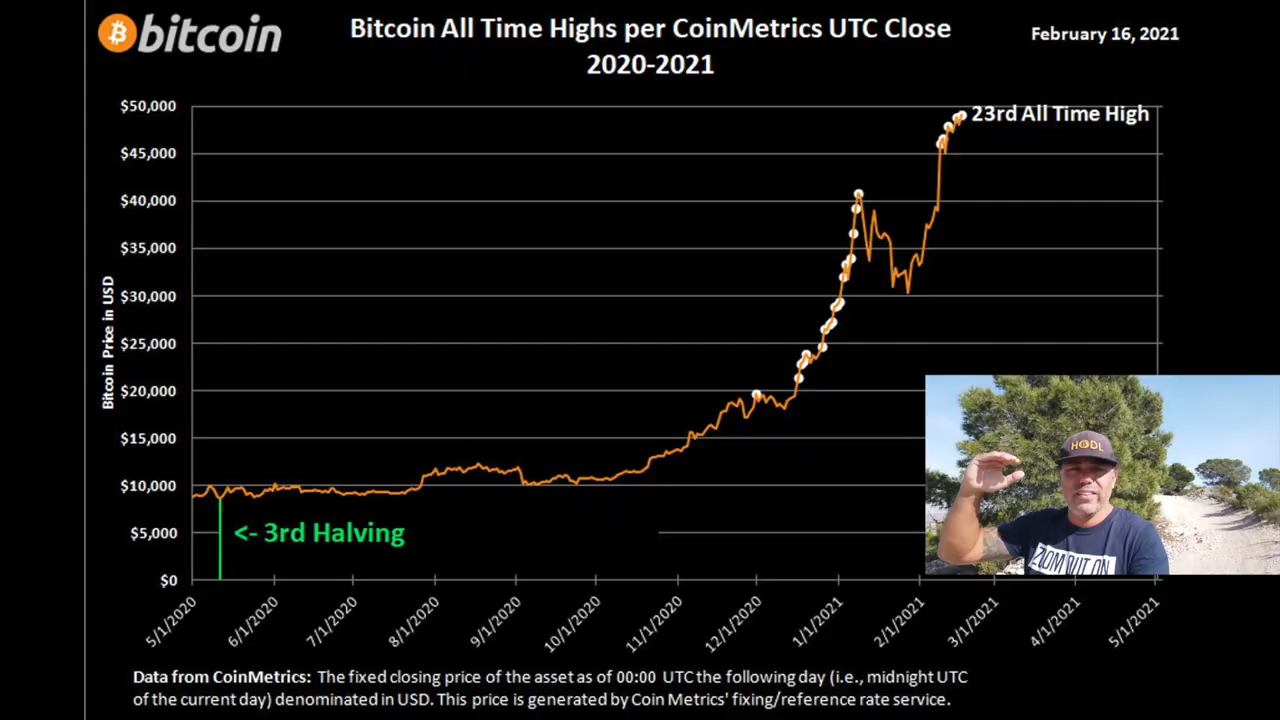 bitcoin
Bitcoin All Time Highs per CoinMetrics UTC Close
2020-2021
February 16, 2021
Bitcoin Price in USD
$50,000
$45,000
$40,000
$35,000
$30,000
$25,000
$20,000
$15,000
$10,000
$5,000
$0
23rd All Time High
<- 3rd Halving
HODL
ZOOM OUT ON
5/1/2020
6/1/2020
7/1/2020
8/1/2020
9/1/2020
10/1/2020
11/1/2020
12/1/2020
1/1/2021
2/1/2021
3/1/2021
4/1/2021
5/1/2021
Data from CoinMetrics: The fixed closing price of the asset as of 00:00 UTC the following day (i.e., midnight UTC
of the current day) denominated in USD. This price is generated by Coin Metrics' fixing/reference rate service.